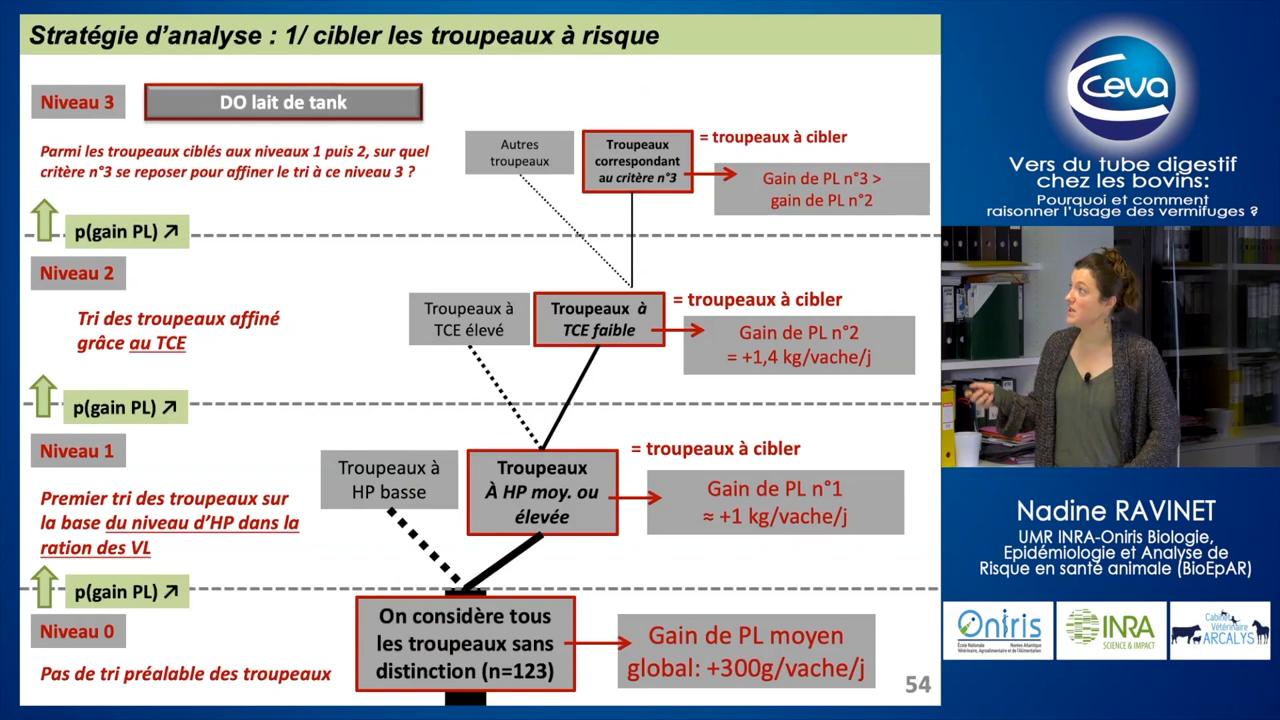 Stratégie d'analyse : 1/ cibler les troupeaux à risque
Niveau 3
DO lait de tank
Parmi les troupeaux ciblés aux niveaux 1 puis 2, sur quel
critère n°3 se reposer pour affiner le tri à ce niveau 3 ?
Autres
troupeaux
Troupeaux
correspondant
au critère n°3
= troupeaux à cibler
Gain de PL n°3 >
gain de PL n°2
p(gain PL) ↗
Niveau 2
Tri des troupeaux affiné
grâce au TCE
Troupeaux à
TCE élevé
Troupeaux à
TCE faible
= troupeaux à cibler
Gain de PL n°2
= +1,4 kg/vache/j
p(gain PL) ↗
Niveau 1
Premier tri des troupeaux sur
la base du niveau d'HP dans la
ration des VL
Troupeaux à
HP basse
Troupeaux
À HP moy. ou
élevée
= troupeaux à cibler
Gain de PL n°1
≈ +1 kg/vache/j
p(gain PL) ↗
Niveau 0
Pas de tri préalable des troupeaux
On considère tous
les troupeaux sans
distinction (n=123)
Gain de PL moyen
global: +300g/vache/j
54
ceva
Vers du tube digestif
chez les bovins:
Pourquoi et comment
raisonner l'usage des vermifuges ?
Nadine RAVINET
UMR INRA-Oniris Biologie,
Epidémiologie et Analyse de
Risque en santé animale (BioEpAR)
Oniris
École Nationale
Vétérinaire, Agroalimentaire et de l'Alimentation
INRA
SCIENCE & IMPACT
Cabinet
Vétérinaire
ARCALYS